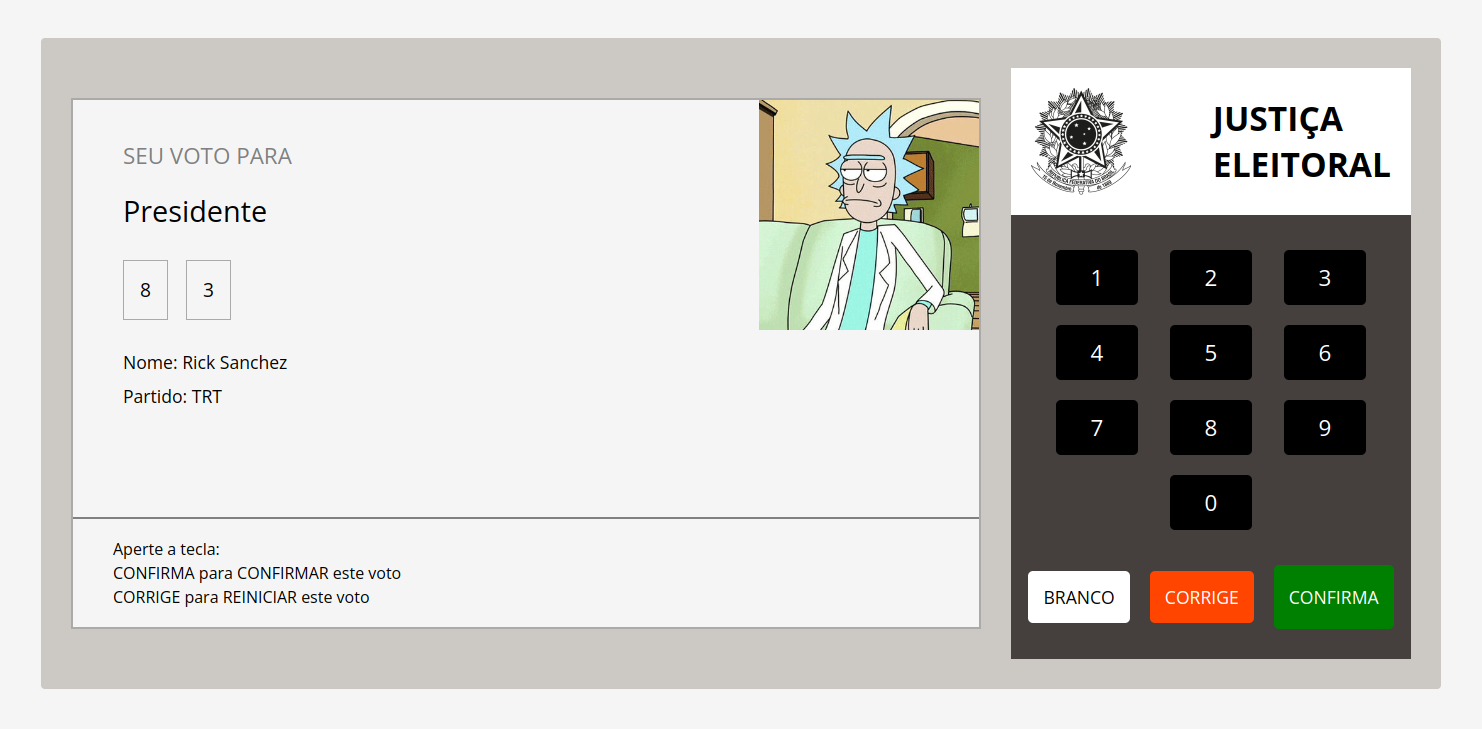 SEU VOTO PARA
Presidente
8 3
Nome: Rick Sanchez
Partido: TRT
Aperte a tecla:
CONFIRMA para CONFIRMAR este voto
CORRIGE para REINICIAR este voto
JUSTIÇA
ELEITORAL
1 2 3
4 5 6
7 8 9
0
BRANCO CORRIGE CONFIRMA